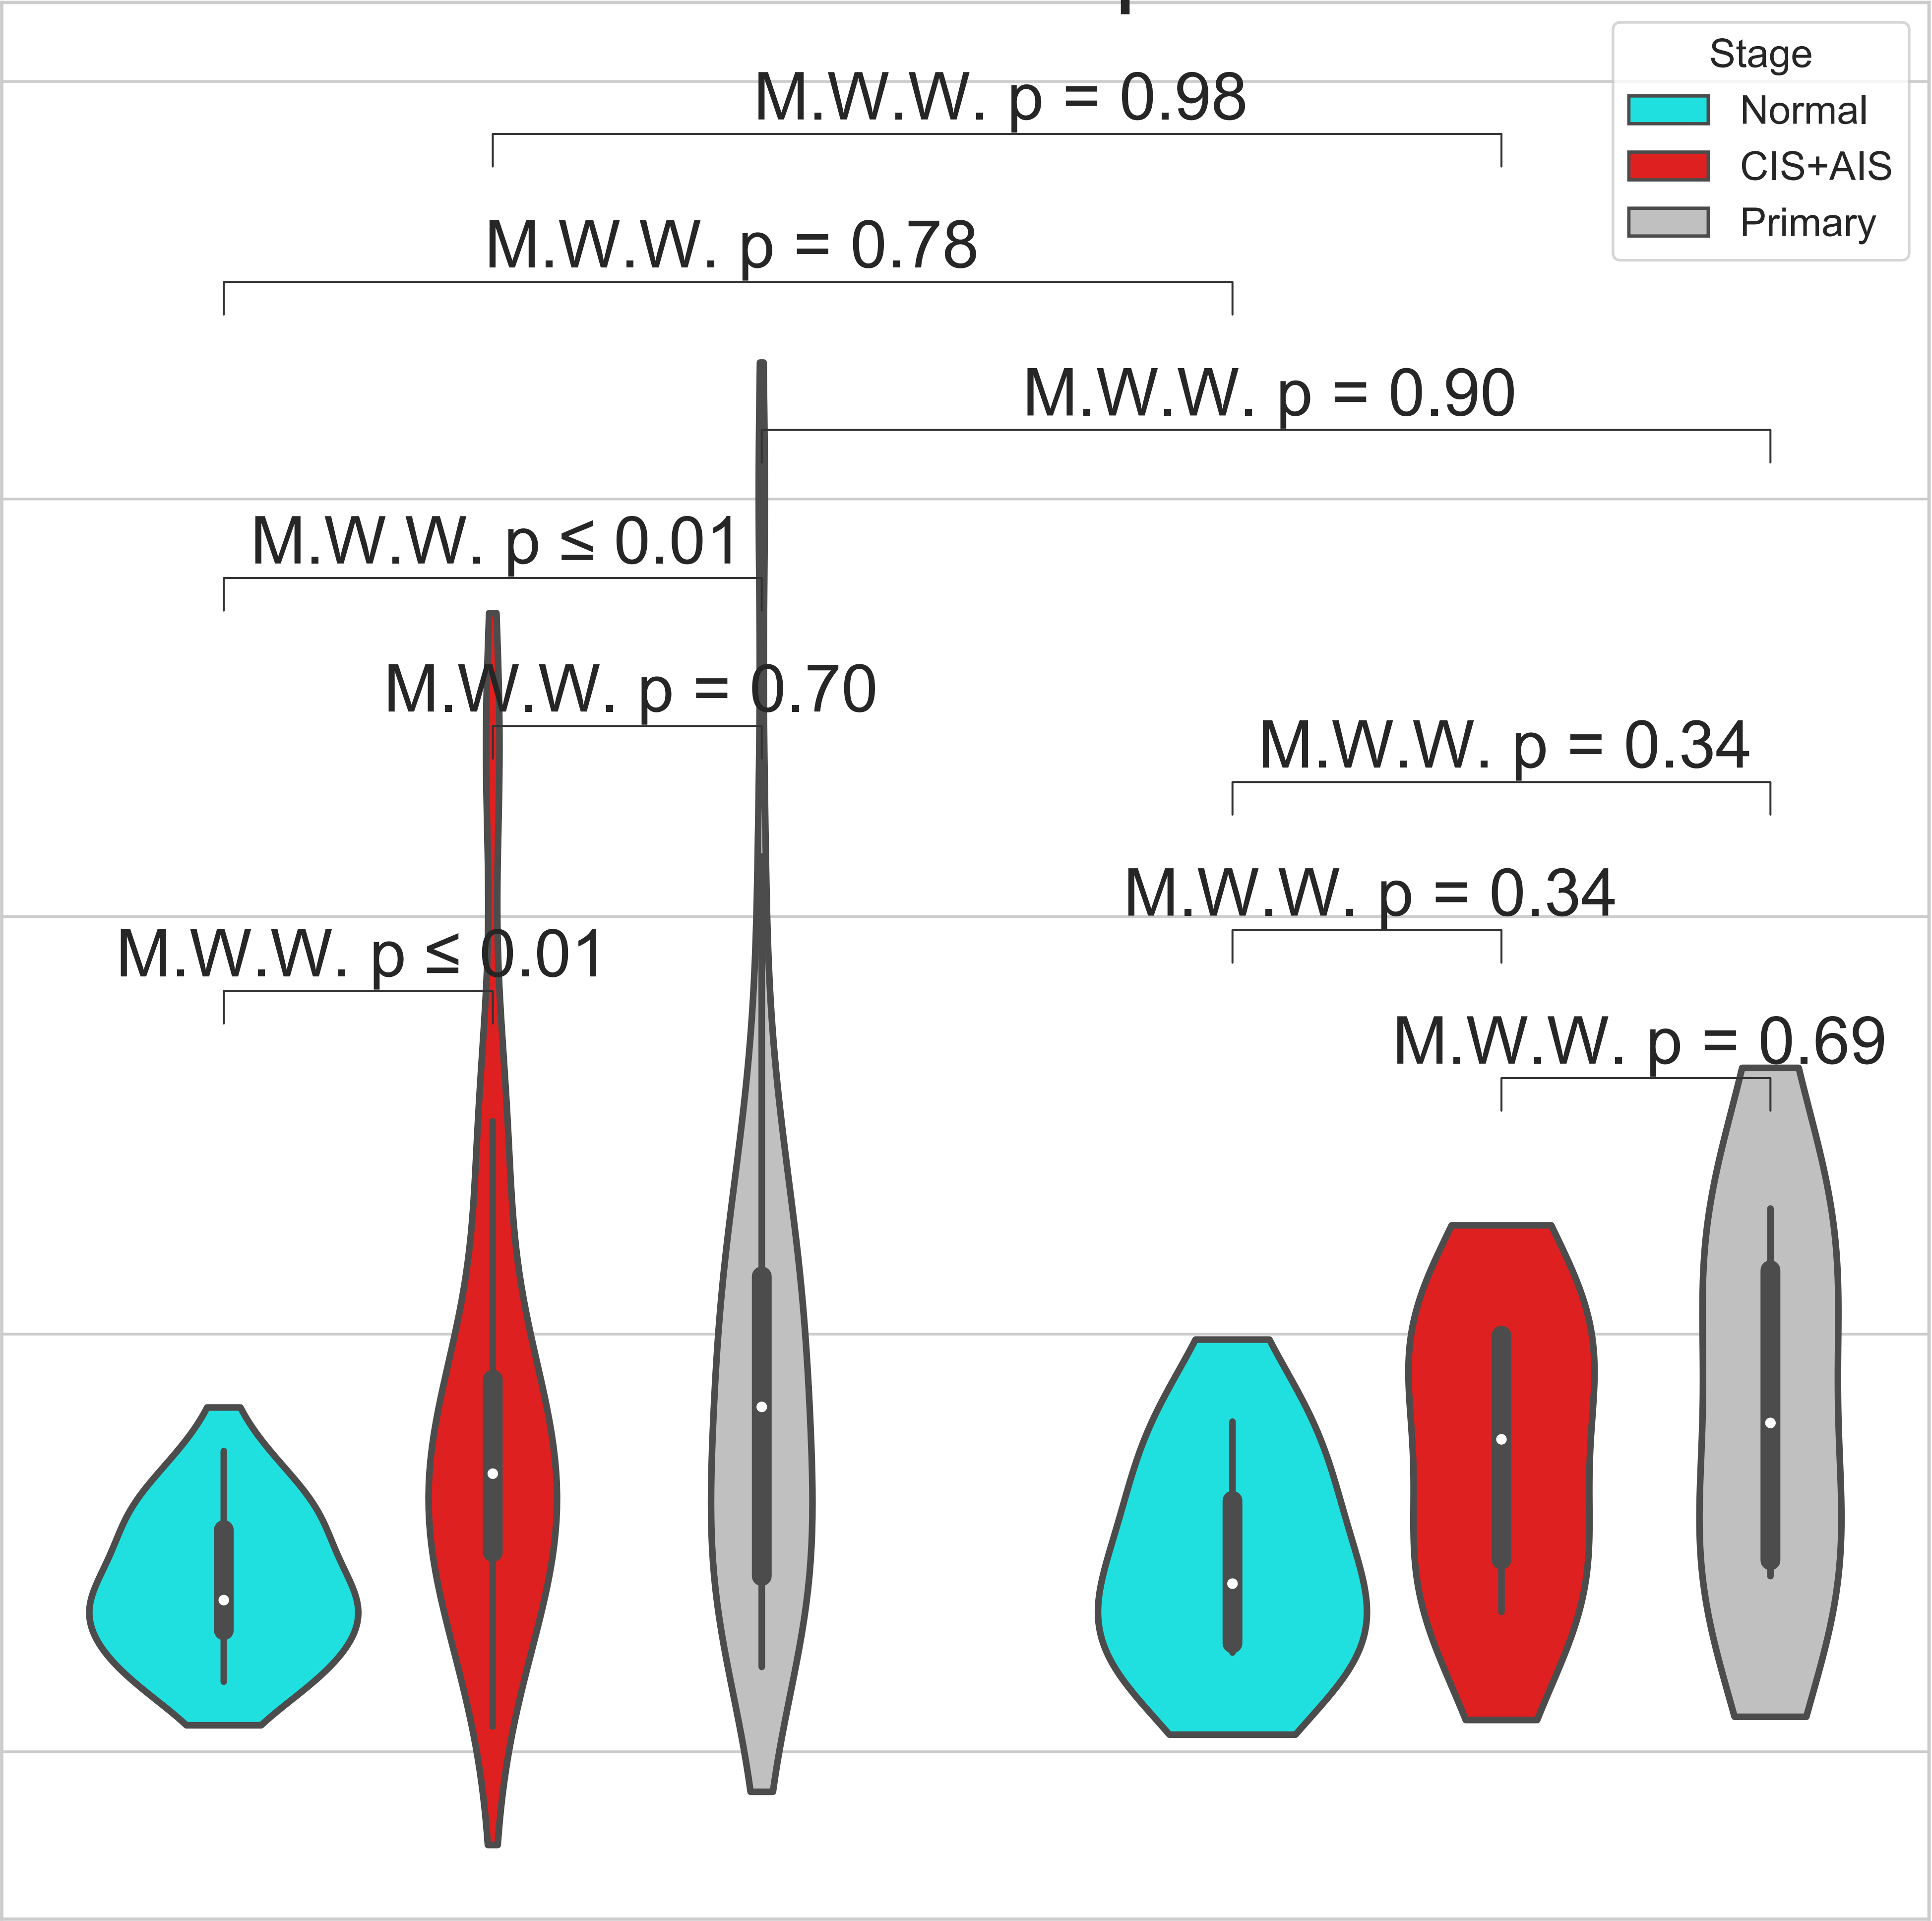 Stage
Normal
CIS+AIS
Primary
M.W.W. p = 0.98
M.W.W. p = 0.78
M.W.W. p = 0.90
M.W.W. p ≤ 0.01
M.W.W. p = 0.70
M.W.W. p = 0.34
M.W.W. p = 0.34
M.W.W. p ≤ 0.01
M.W.W. p = 0.69